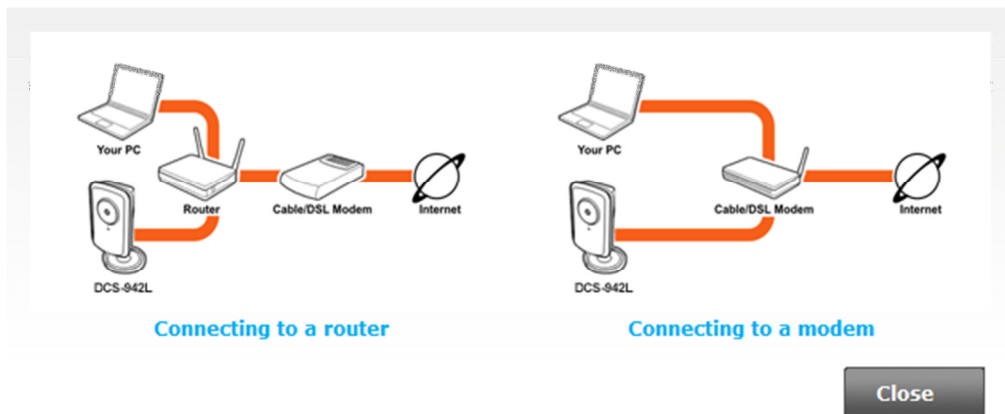 Your PC
Router
Cable/DSL Modem
Internet
DCS-942L
Connecting to a router
Your PC
Cable/DSL Modem
Internet
DCS-942L
Connecting to a modem
Close